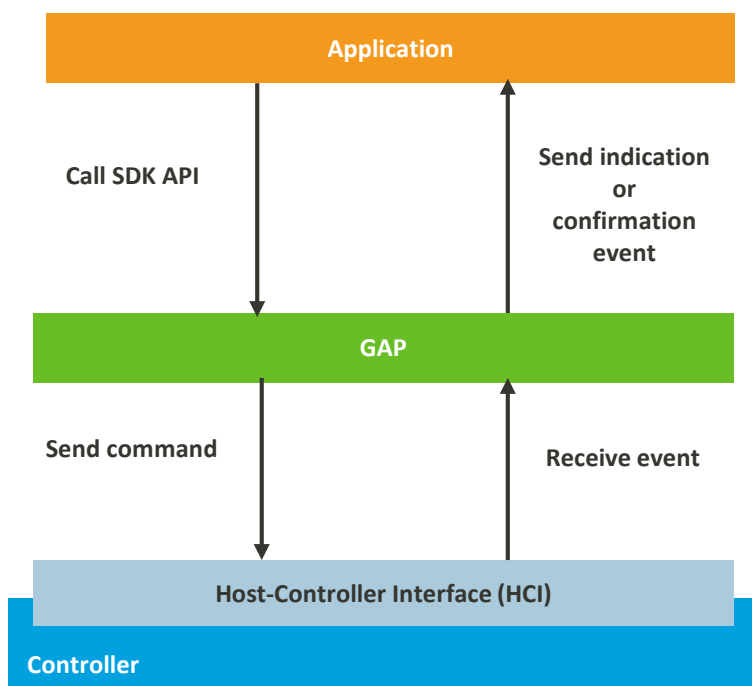 Application
Call SDK API
Send indication
or
confirmation
event
GAP
Send command
Receive event
Host-Controller Interface (HCI)
Controller